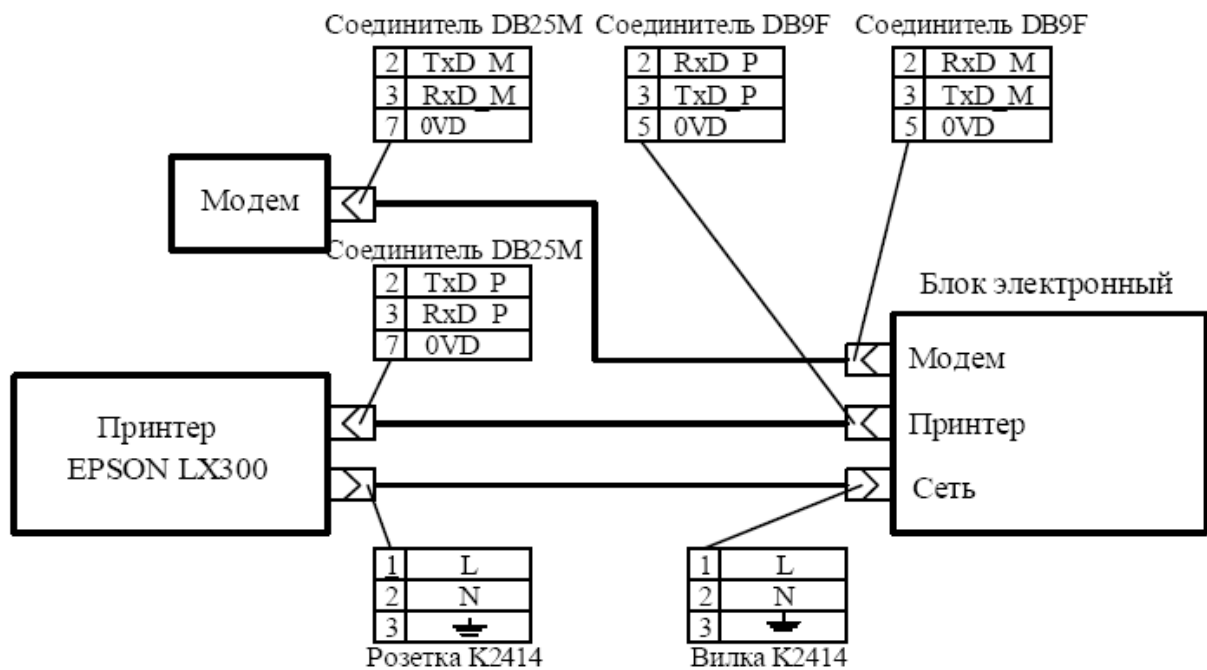 Соединитель DB25M Соединитель DB9F Соединитель DB9F
2 TxD_M 2 RxD_P 2 RxD_M
3 RxD_M 3 TxD_P 3 TxD_M
7 0VD 5 0VD 5 0VD
Модем
Соединитель DB25M
2 TxD_P
3 RxD_P
7 0VD
Блок электронный
Модем
Принтер
Сеть
Принтер
EPSON LX300
1 L 1 L
2 N 2 N
3 3
Розетка K2414 Вилка K2414